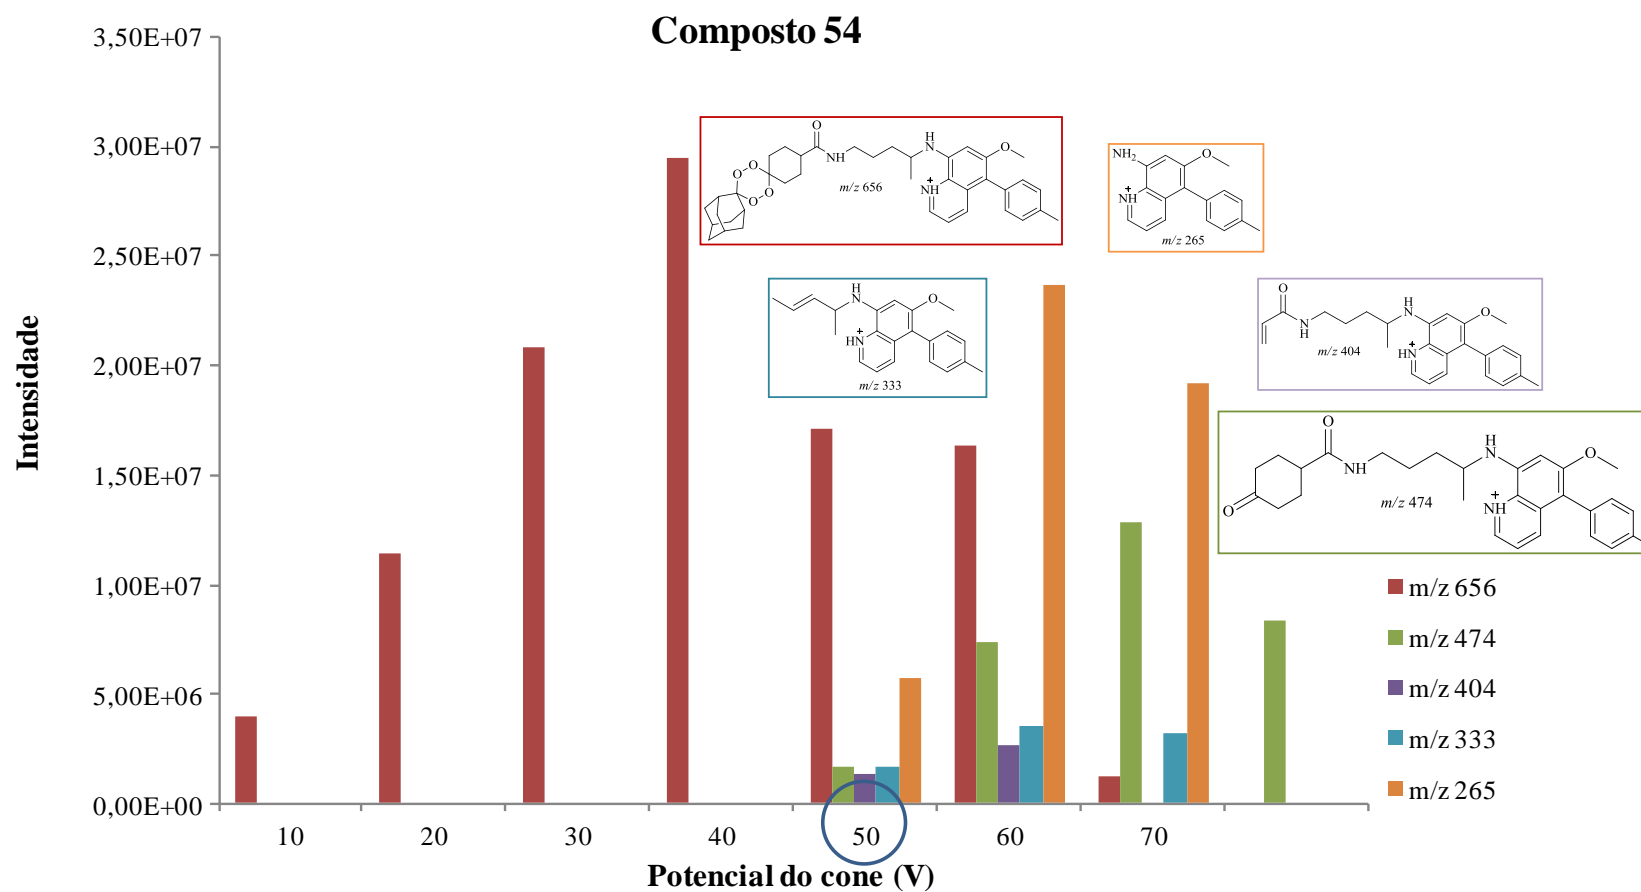 Composto 54
Intensidade
3,50E+07
3,00E+07
2,50E+07
2,00E+07
1,50E+07
1,00E+07
5,00E+06
0,00E+00
O
O
O
O
O
NH
H
N
O
NH
+
m/z 656
NH2
O
NH
+
m/z 265
H
N
O
HN
+
m/z 333
O
N
H
H
N
O
HN
+
m/z 404
O
O
NH
H
N
O
NH
+
m/z 474
m/z 656
m/z 474
m/z 404
m/z 333
m/z 265
10 20 30 40 50 60 70
Potencial do cone (V)